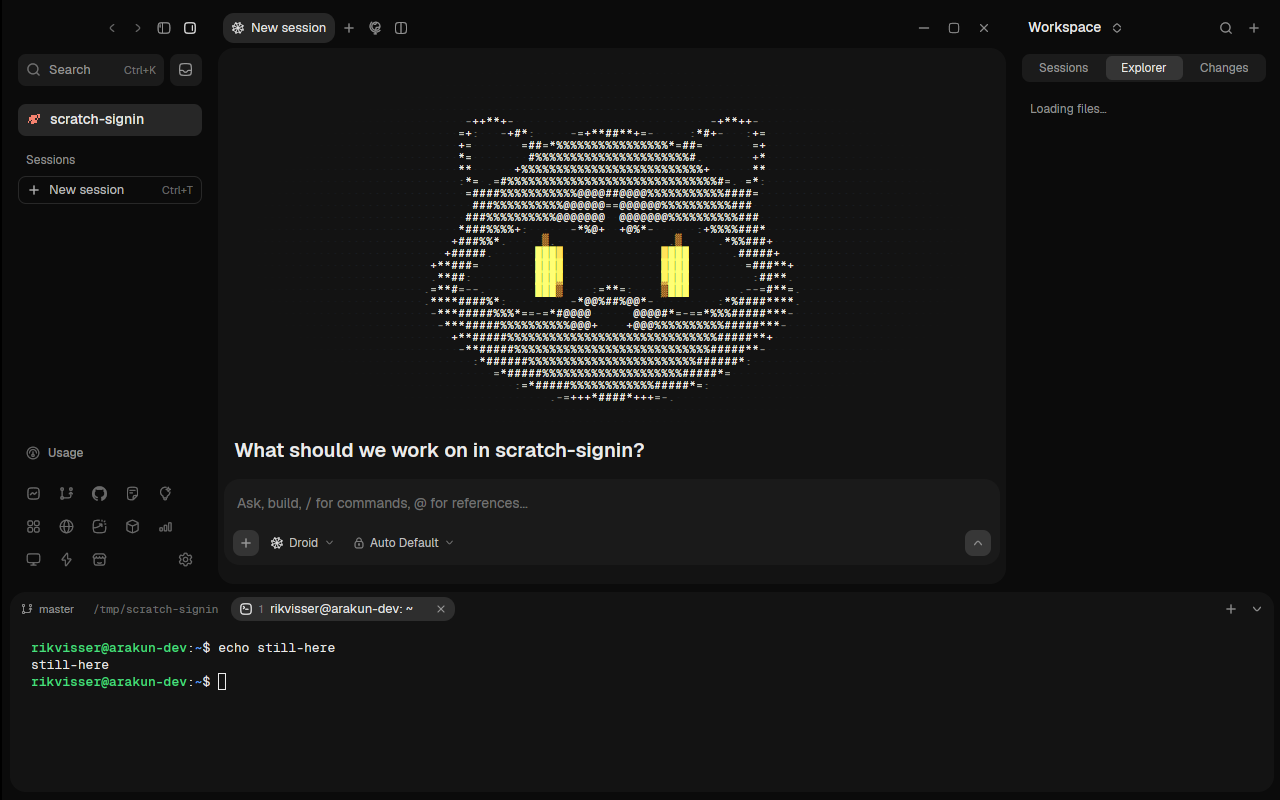 New session
Workspace
Search Ctrl+K
Sessions Explorer Changes
scratch-signin
Loading files...
Sessions
New session Ctrl+T
Usage
What should we work on in scratch-signin?
Ask, build, / for commands, @ for references...
Droid Auto Default
master /tmp/scratch-signin 1 rikvisser@arakun-dev: ~
rikvisser@arakun-dev:~$ echo still-here
still-here
rikvisser@arakun-dev:~$